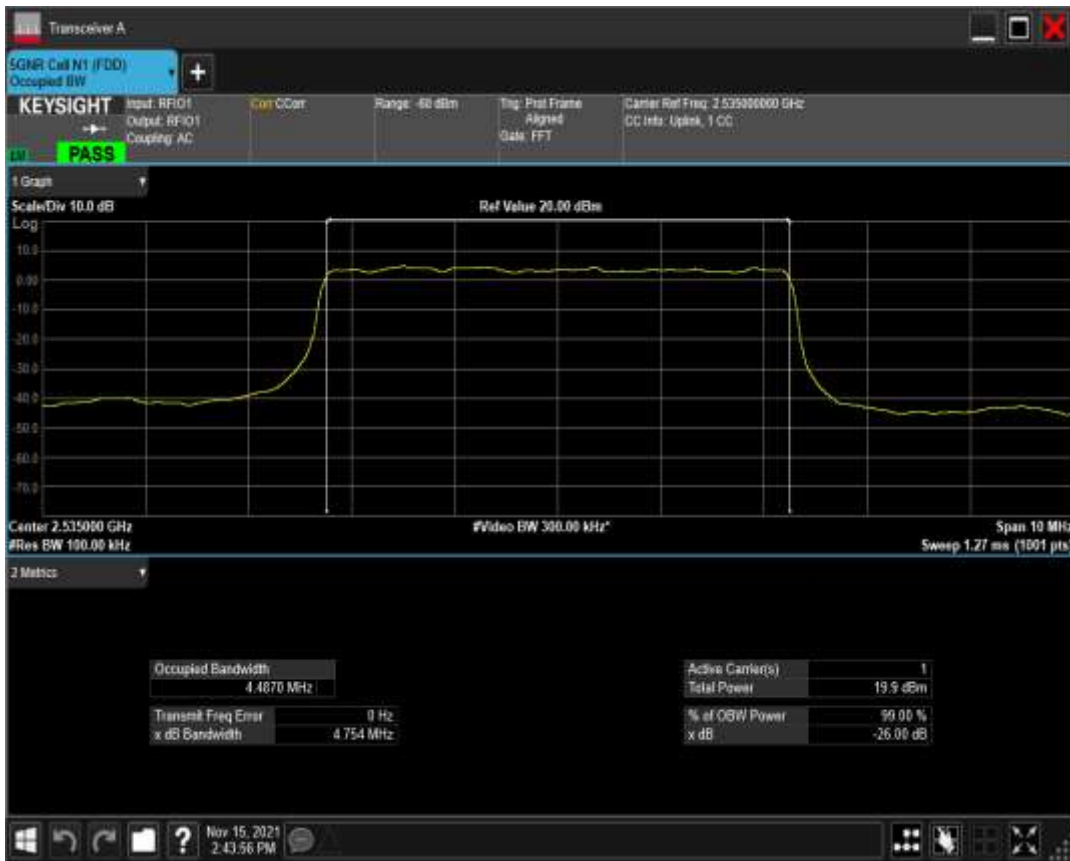 Transceiver A
5GNR Cell N1 (FDD)
Occupied BW
+
KEYSIGHT
Input: RFIO1
Output: RFIO1
Coupling: AC
Corr CCorr
Range: -60 dBm
Trig: Prot Frame
Aligned
Gate: FFT
Carrier Ref Freq: 2.535000000 GHz
CC Info: Uplink, 1 CC
PASS
1 Graph
Scale/Div 10.0 dB
Ref Value 20.00 dBm
Log
10.0
0.00
-10.0
-20.0
-30.0
-40.0
-50.0
-60.0
-70.0
Center 2.535000 GHz
#Video BW 300.00 kHz*
Span 10 MHz
#Res BW 100.00 kHz
Sweep 1.27 ms (1001 pts)
2 Metrics
Occupied Bandwidth
4.4870 MHz
Transmit Freq Error 0 Hz
x dB Bandwidth 4.754 MHz
Active Carrier(s) 1
Total Power 19.9 dBm
% of OBW Power 99.00 %
x dB -26.00 dB
?
Nov 15, 2021
2:43:56 PM